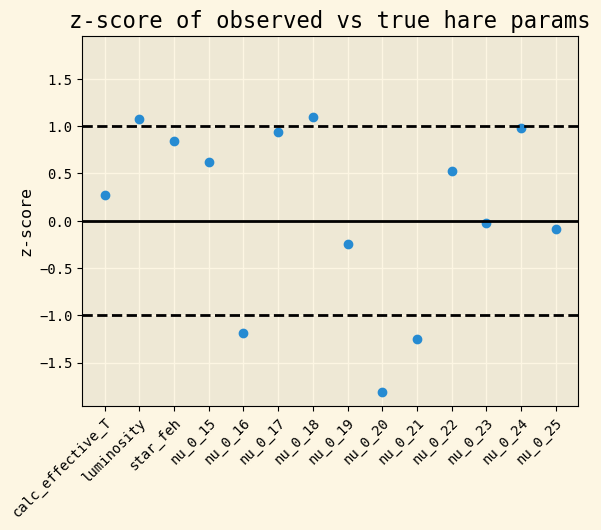 z-score of observed vs true hare params
z-score
1.5
1.0
0.5
0.0
−0.5
−1.0
−1.5
calc_effective_T
luminosity
star_feh
nu_0_15
nu_0_16
nu_0_17
nu_0_18
nu_0_19
nu_0_20
nu_0_21
nu_0_22
nu_0_23
nu_0_24
nu_0_25